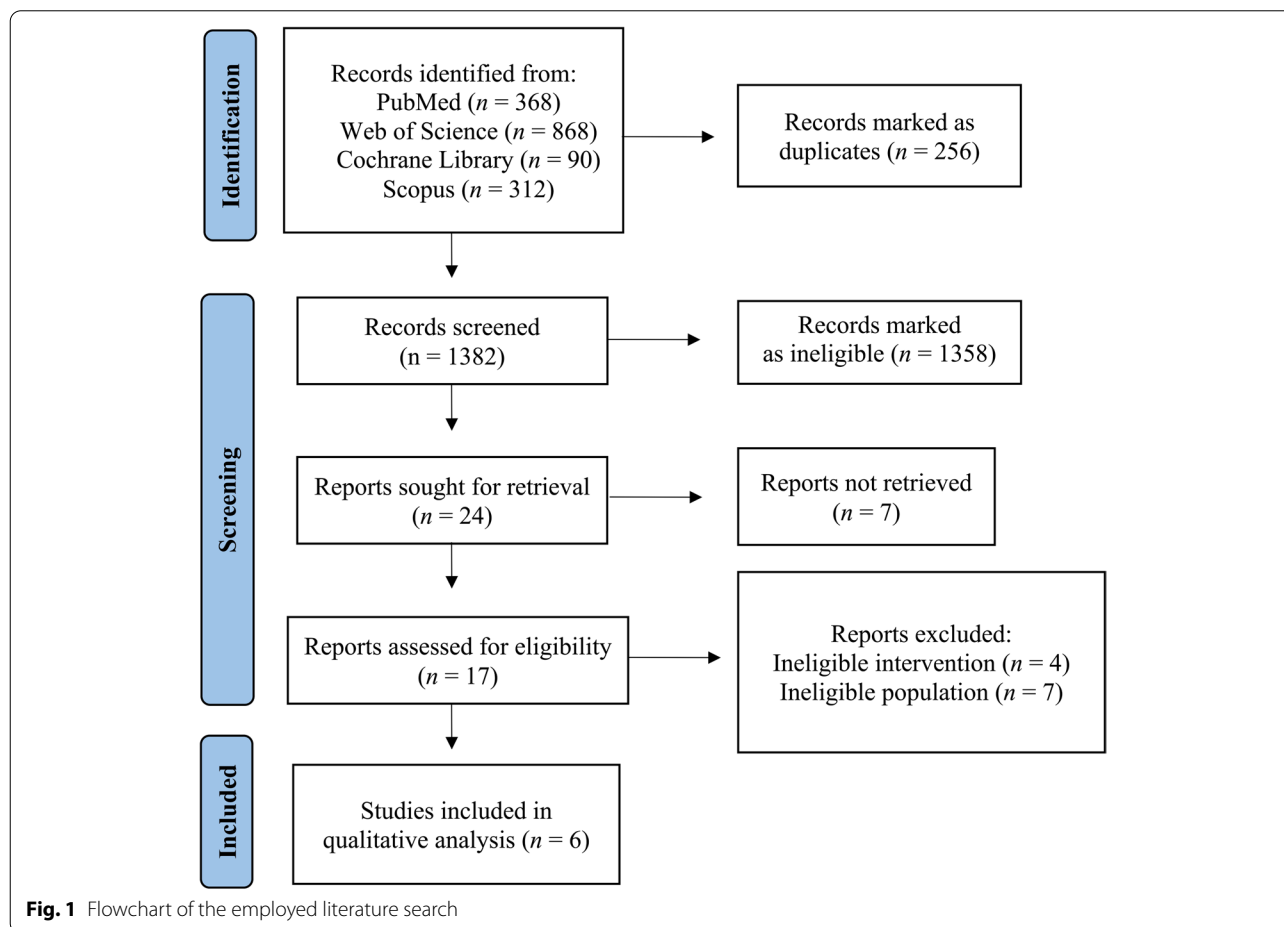 Identification
Records identified from:
PubMed (n = 368)
Web of Science (n = 868)
Cochrane Library (n = 90)
Scopus (n = 312)
Records marked as
duplicates (n = 256)
Screening
Records screened
(n = 1382)
Records marked
as ineligible (n = 1358)
Reports sought for retrieval
(n = 24)
Reports not retrieved
(n = 7)
Reports assessed for eligibility
(n = 17)
Reports excluded:
Ineligible intervention (n = 4)
Ineligible population (n = 7)
Included
Studies included in
qualitative analysis (n = 6)
Fig. 1 Flowchart of the employed literature search